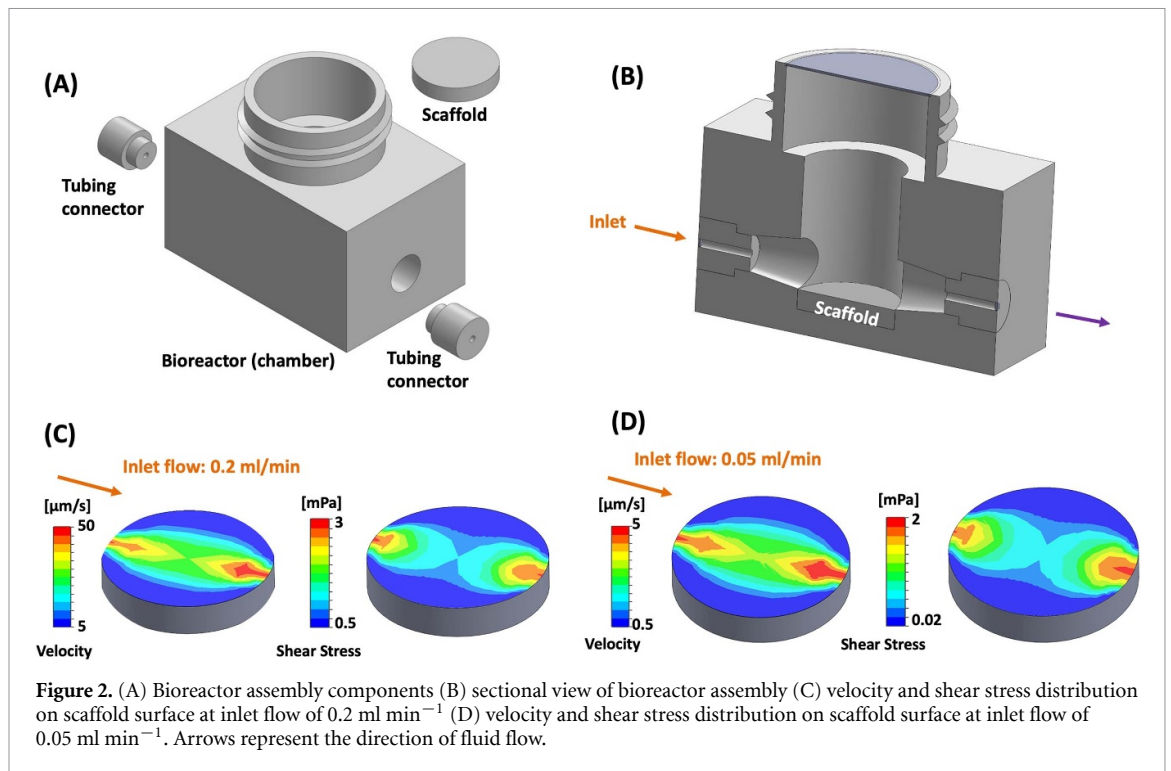 (A)
Scaffold
Tubing
connector
Bioreactor (chamber)
Tubing
connector
(B)
Inlet
Scaffold
(C)
Inlet flow: 0.2 ml/min
[µm/s]
50
5
Velocity
[mPa]
3
0.5
Shear Stress
(D)
Inlet flow: 0.05 ml/min
[µm/s]
5
0.5
Velocity
[mPa]
2
0.02
Shear Stress
Figure 2. (A) Bioreactor assembly components (B) sectional view of bioreactor assembly (C) velocity and shear stress distribution
on scaffold surface at inlet flow of 0.2 ml min⁻¹ (D) velocity and shear stress distribution on scaffold surface at inlet flow of
0.05 ml min⁻¹. Arrows represent the direction of fluid flow.